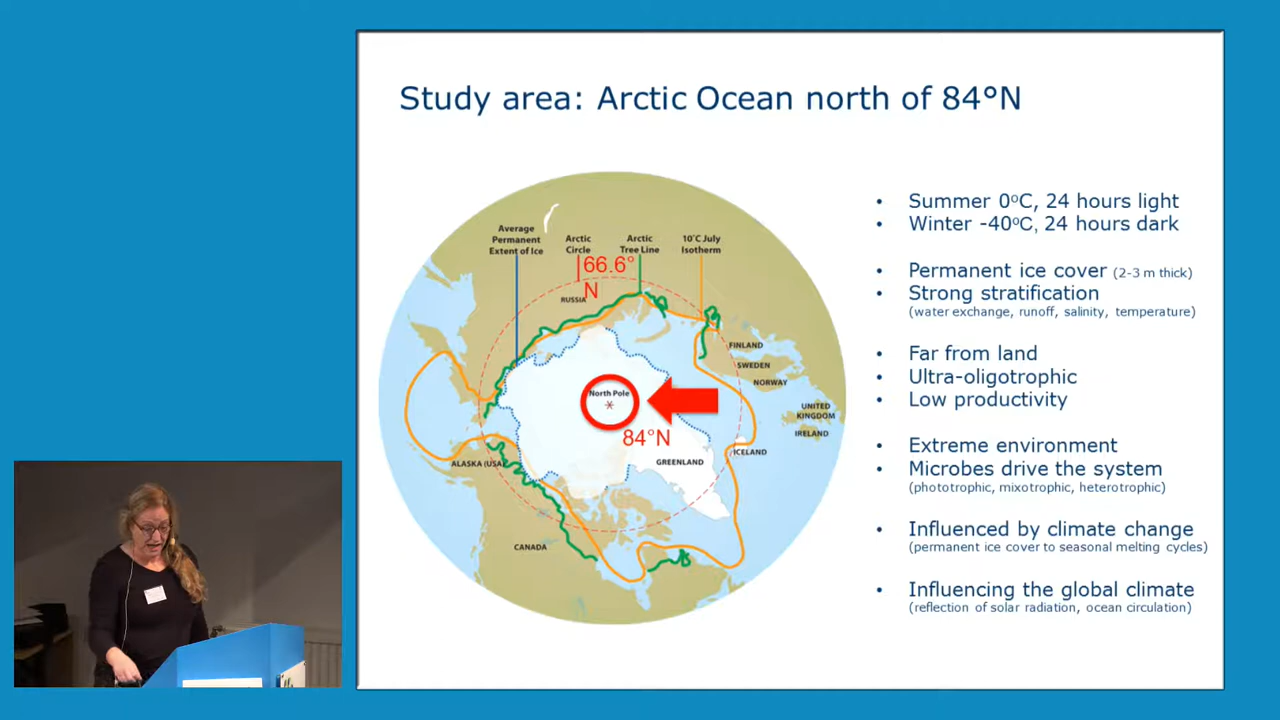 Study area: Arctic Ocean north of 84°N
Average
Permanent
Extent of Ice
Arctic
Circle
Arctic
Tree Line
10°C July
Isotherm
66.6°
N
RUSSIA
FINLAND
SWEDEN
NORWAY
UNITED
KINGDOM
IRELAND
North Pole
84°N
ICELAND
GREENLAND
ALASKA (USA)
CANADA
• Summer 0°C, 24 hours light
• Winter -40°C, 24 hours dark
• Permanent ice cover (2-3 m thick)
• Strong stratification
(water exchange, runoff, salinity, temperature)
• Far from land
• Ultra-oligotrophic
• Low productivity
• Extreme environment
• Microbes drive the system
(phototrophic, mixotrophic, heterotrophic)
• Influenced by climate change
(permanent ice cover to seasonal melting cycles)
• Influencing the global climate
(reflection of solar radiation, ocean circulation)